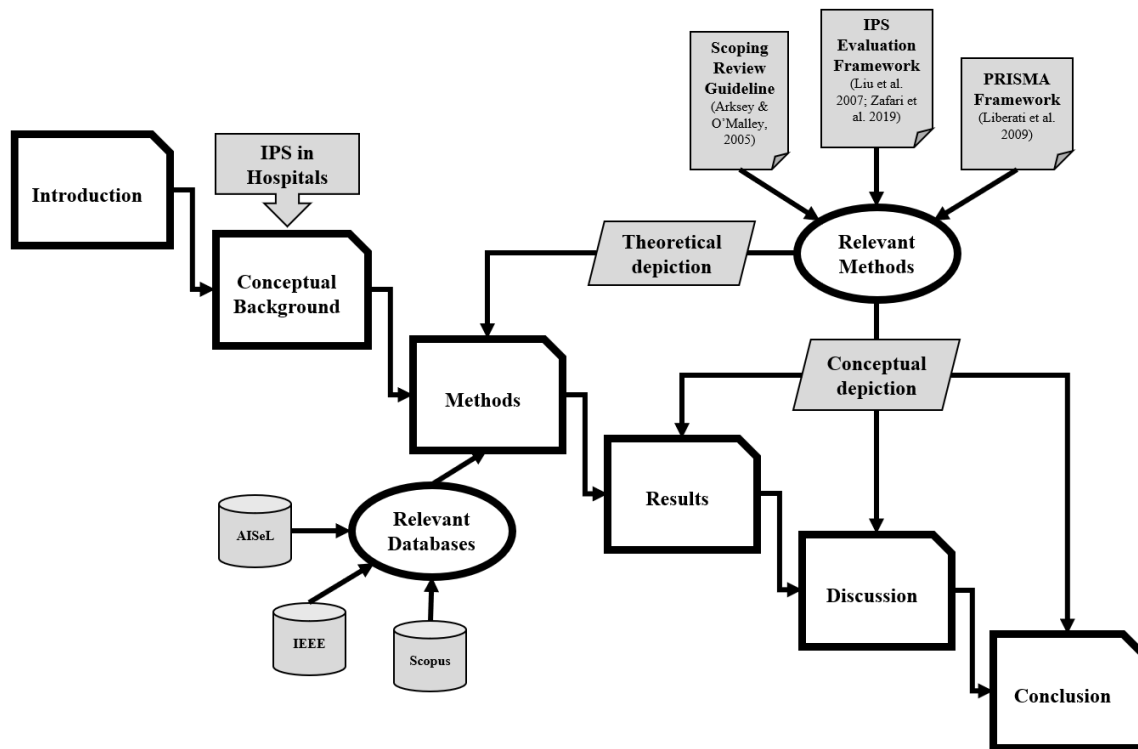 Scoping
Review
Guideline
(Arksey &
O'Malley,
2005)
IPS
Evaluation
Framework
(Liu et al.
2007; Zafari et
al. 2019)
PRISMA
Framework
(Liberati et al.
2009)
IPS in
Hospitals
Introduction
Theoretical
depiction
Relevant
Methods
Conceptual
Background
Conceptual
depiction
Methods
Results
Relevant
Databases
AISeL
IEEE
Scopus
Discussion
Conclusion